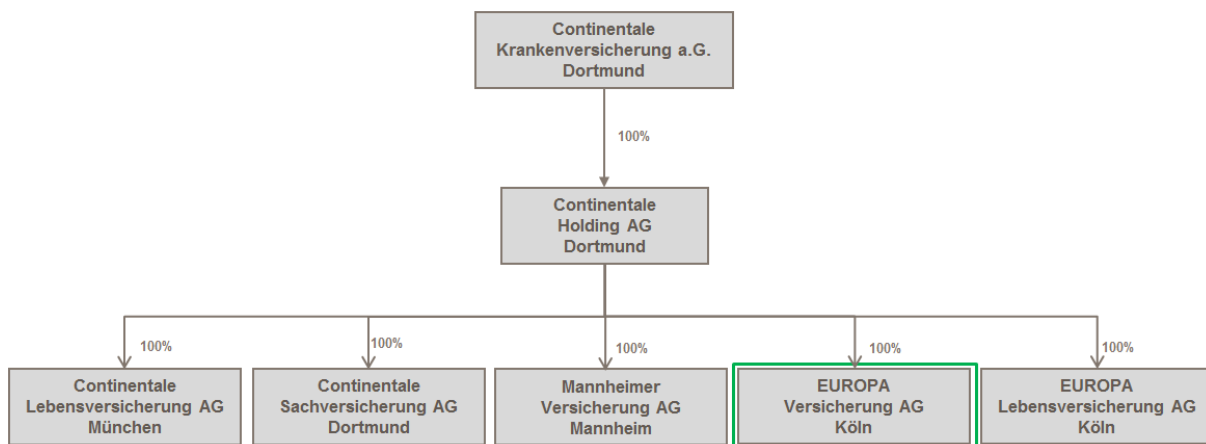 Continentale
Krankenversicherung a.G.
Dortmund
100%
Continentale
Holding AG
Dortmund
100%
100%
100%
100%
100%
Continentale
Lebensversicherung AG
München
Continentale
Sachversicherung AG
Dortmund
Mannheimer
Versicherung AG
Mannheim
EUROPA
Versicherung AG
Köln
EUROPA
Lebensversicherung AG
Köln